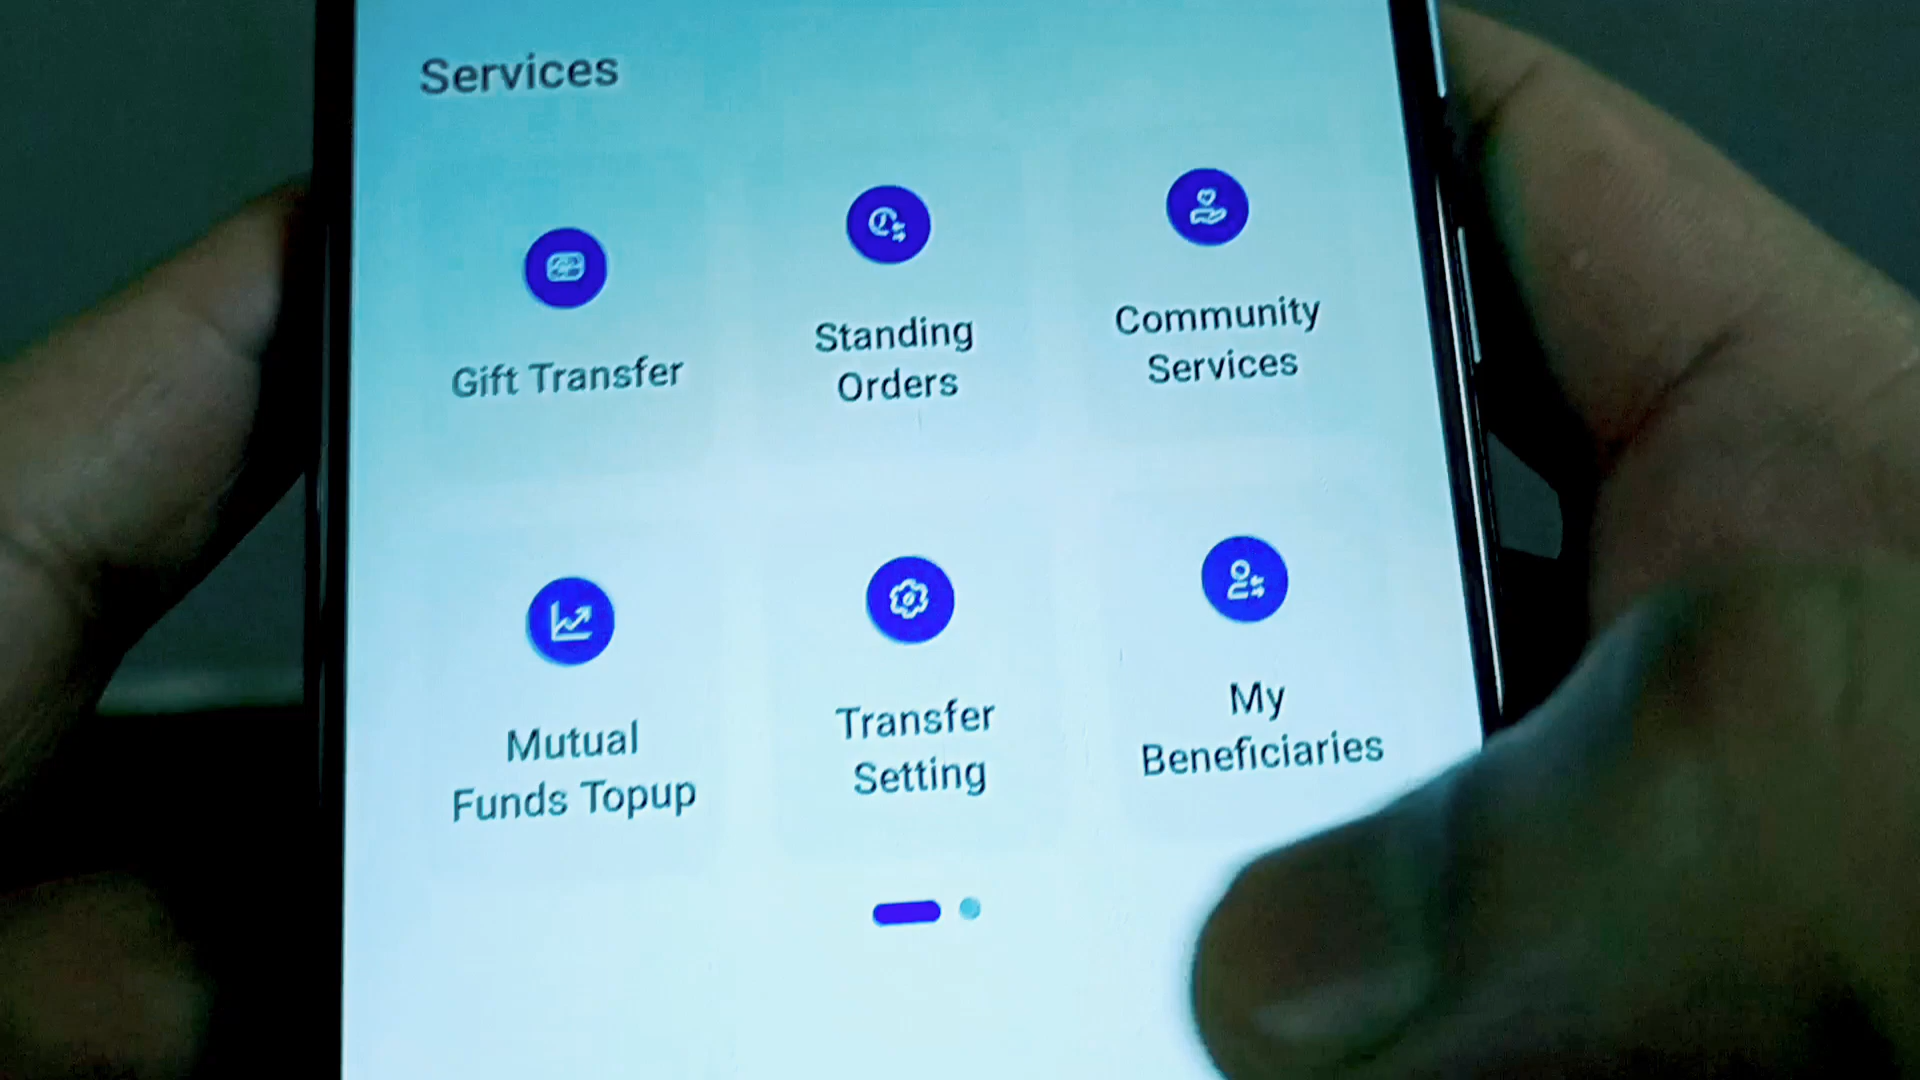 Services
Gift Transfer
Standing
Orders
Community
Services
Mutual
Funds Topup
Transfer
Setting
My
Beneficiaries